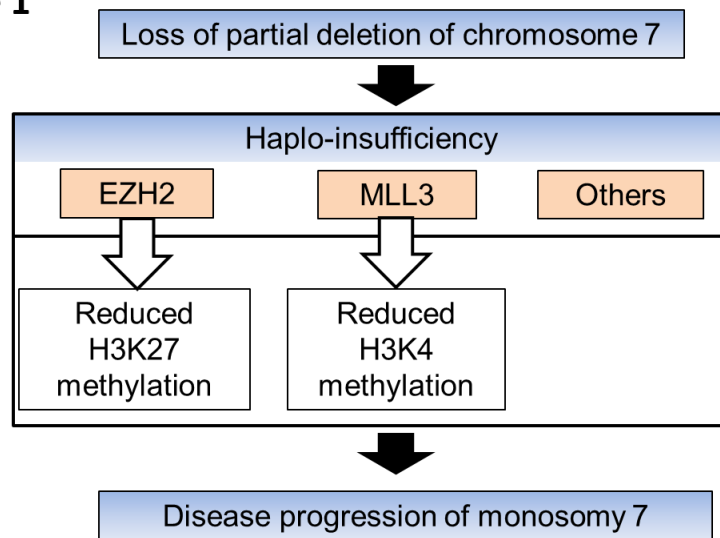 1
Loss of partial deletion of chromosome 7
Haplo-insufficiency
EZH2
MLL3
Others
Reduced
H3K27
methylation
Reduced
H3K4
methylation
Disease progression of monosomy 7